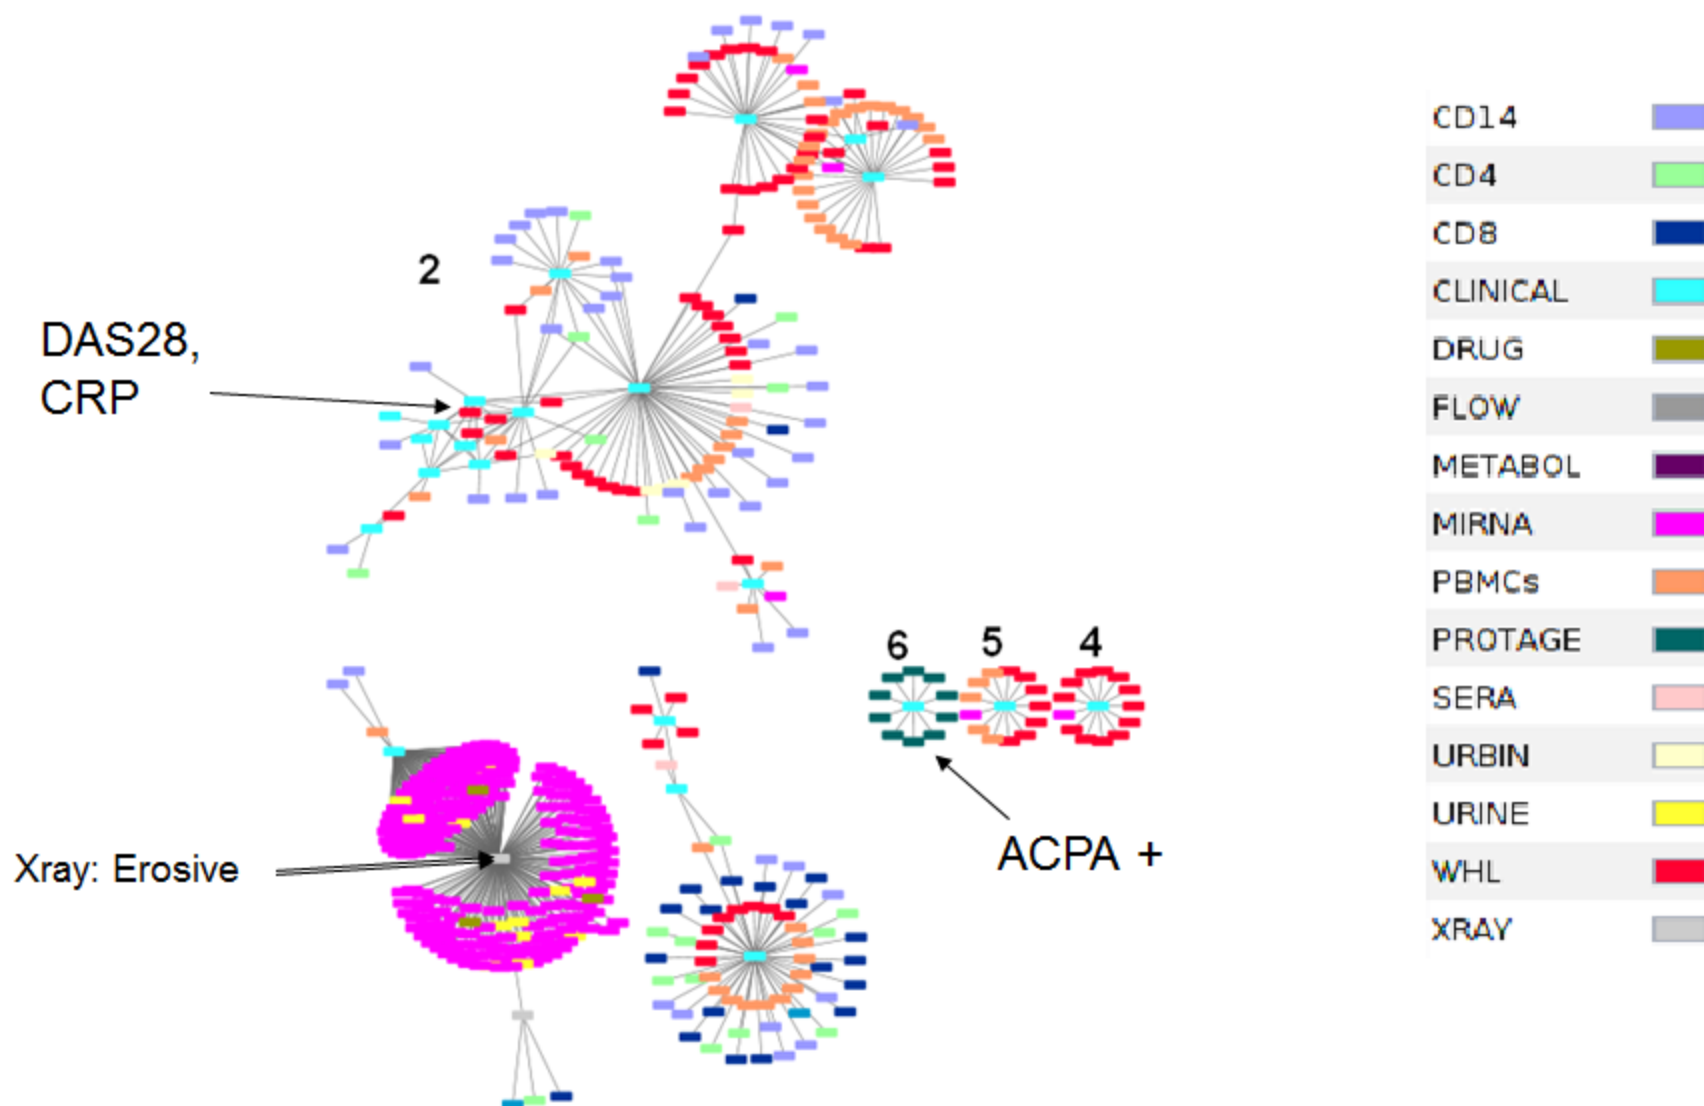 2
DAS28,
CRP
6
5
4
ACPA +
Xray: Erosive
CD14
CD4
CD8
CLINICAL
DRUG
FLOW
METABOL
MIRNA
PBMCs
PROTAGE
SERA
URBIN
URINE
WHL
XRAY